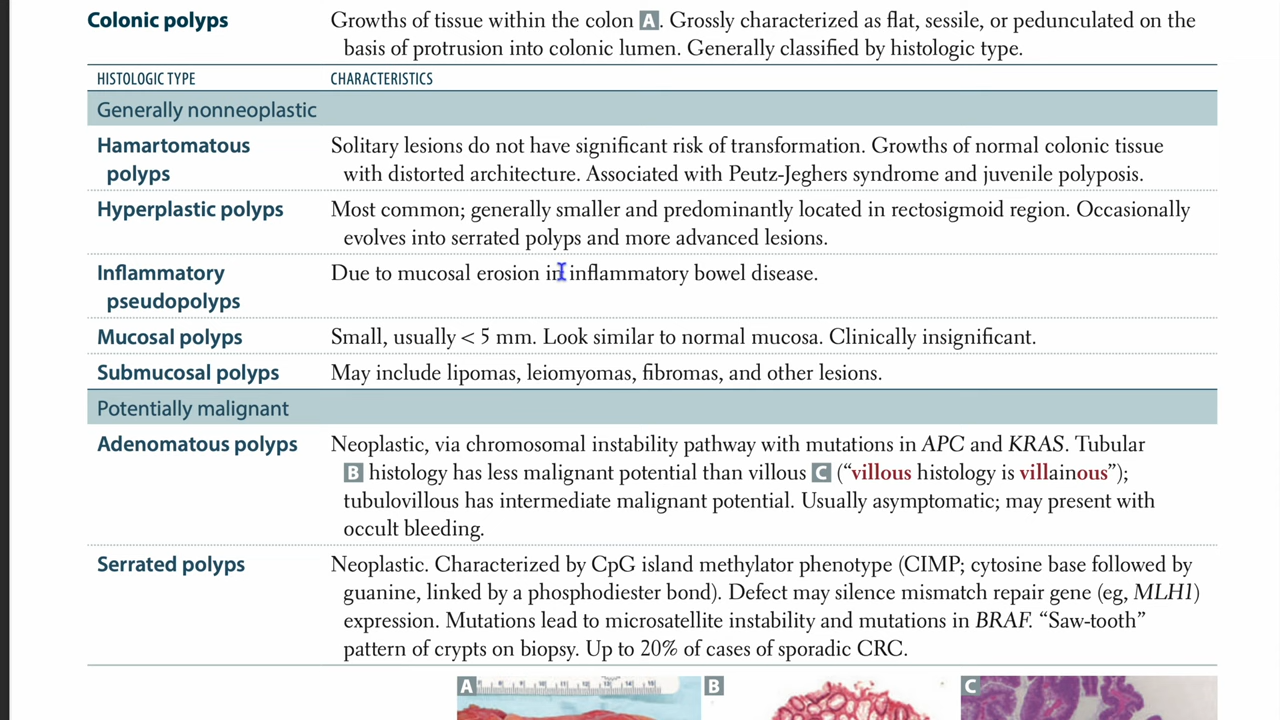 Colonic polyps
Growths of tissue within the colon A. Grossly characterized as flat, sessile, or pedunculated on the
basis of protrusion into colonic lumen. Generally classified by histologic type.
HISTOLOGIC TYPE
CHARACTERISTICS
Generally nonneoplastic
Hamartomatous
polyps
Solitary lesions do not have significant risk of transformation. Growths of normal colonic tissue
with distorted architecture. Associated with Peutz-Jeghers syndrome and juvenile polyposis.
Hyperplastic polyps
Most common; generally smaller and predominantly located in rectosigmoid region. Occasionally
evolves into serrated polyps and more advanced lesions.
Inflammatory
pseudopolyps
Due to mucosal erosion in inflammatory bowel disease.
Mucosal polyps
Small, usually < 5 mm. Look similar to normal mucosa. Clinically insignificant.
Submucosal polyps
May include lipomas, leiomyomas, fibromas, and other lesions.
Potentially malignant
Adenomatous polyps
Neoplastic, via chromosomal instability pathway with mutations in APC and KRAS. Tubular
B histology has less malignant potential than villous C (“villous histology is villainous”);
tubulovillous has intermediate malignant potential. Usually asymptomatic; may present with
occult bleeding.
Serrated polyps
Neoplastic. Characterized by CpG island methylator phenotype (CIMP; cytosine base followed by
guanine, linked by a phosphodiester bond). Defect may silence mismatch repair gene (eg, MLH1)
expression. Mutations lead to microsatellite instability and mutations in BRAF. “Saw-tooth”
pattern of crypts on biopsy. Up to 20% of cases of sporadic CRC.
A
B
C